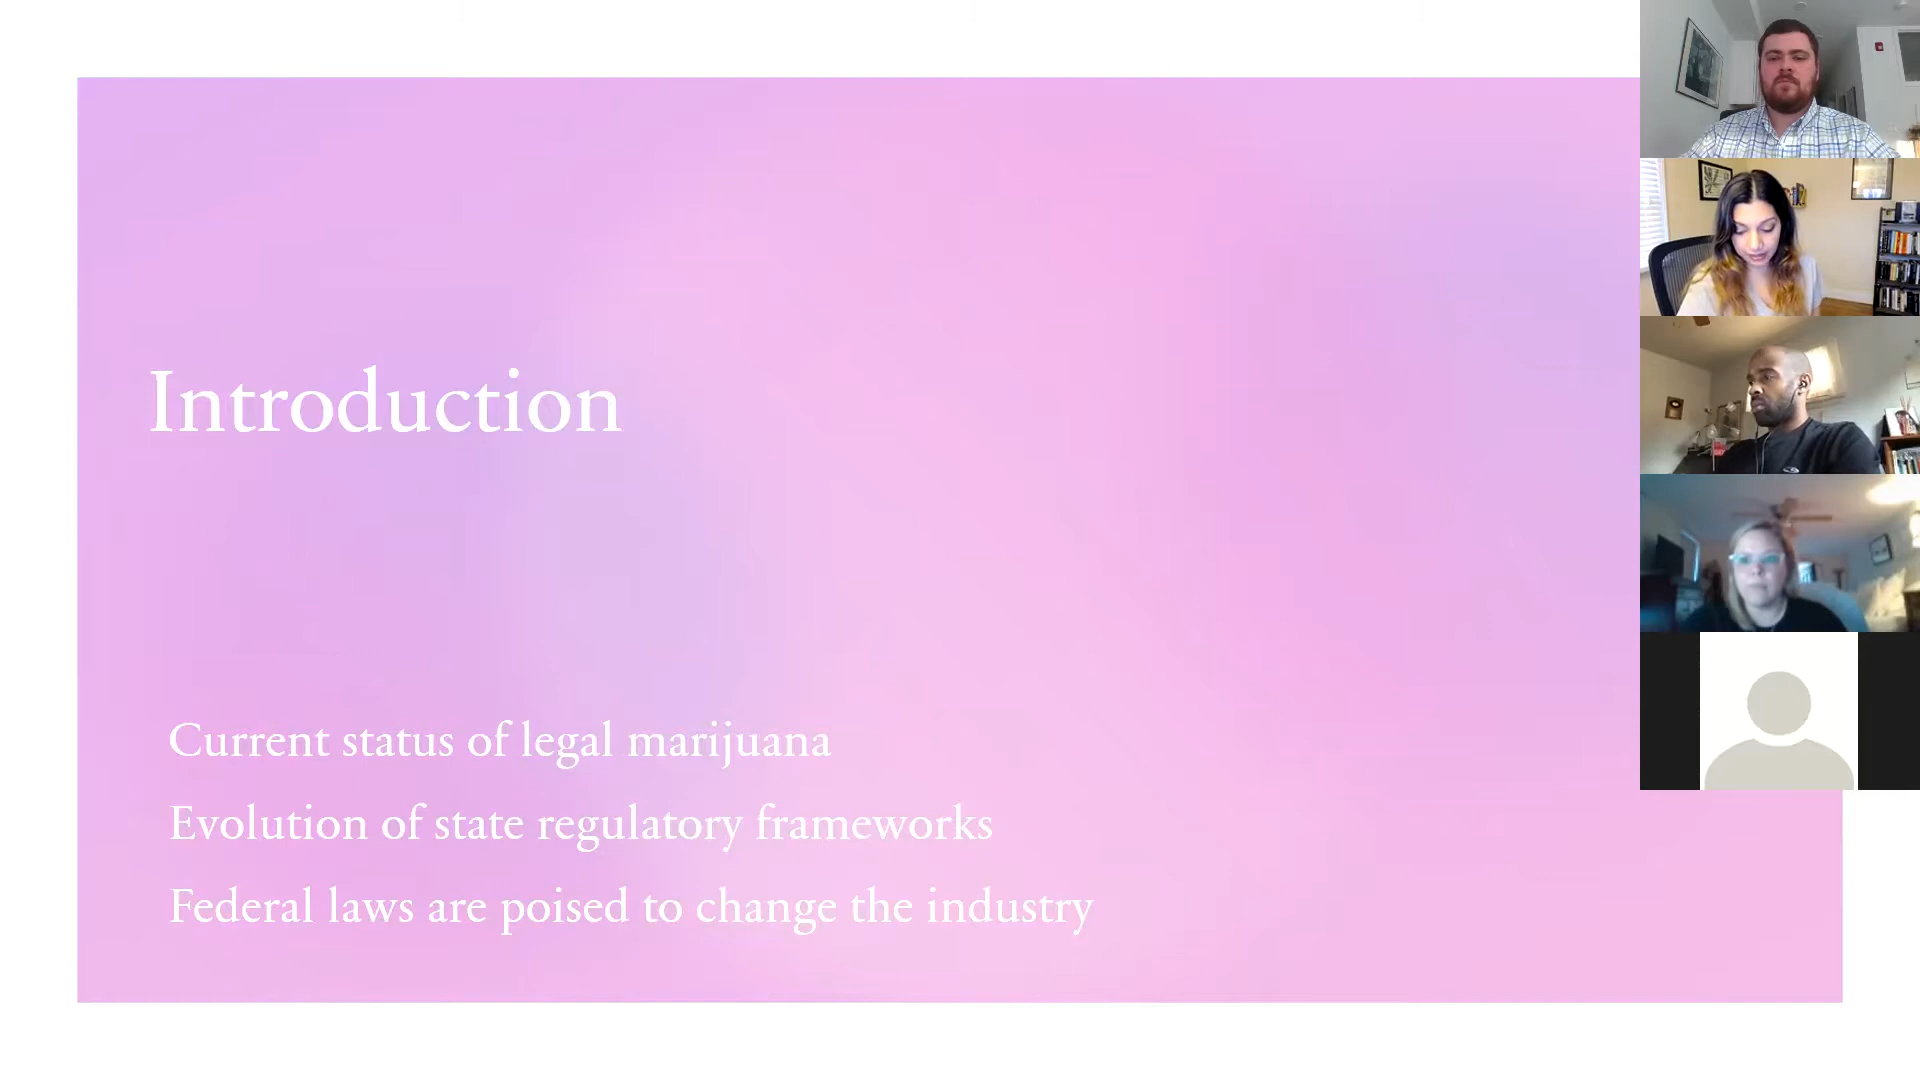 Introduction
Current status of legal marijuana
Evolution of state regulatory frameworks
Federal laws are poised to change the industry